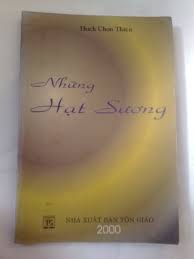 Thích Chơn Thiện
Những
Hạt Sương
NHÀ XUẤT BẢN TÔN GIÁO
2000